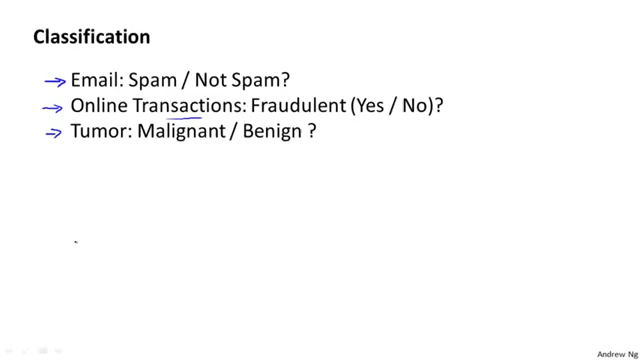 Classification
Email: Spam / Not Spam?
Online Transactions: Fraudulent (Yes / No)?
Tumor: Malignant / Benign ?
Andrew Ng